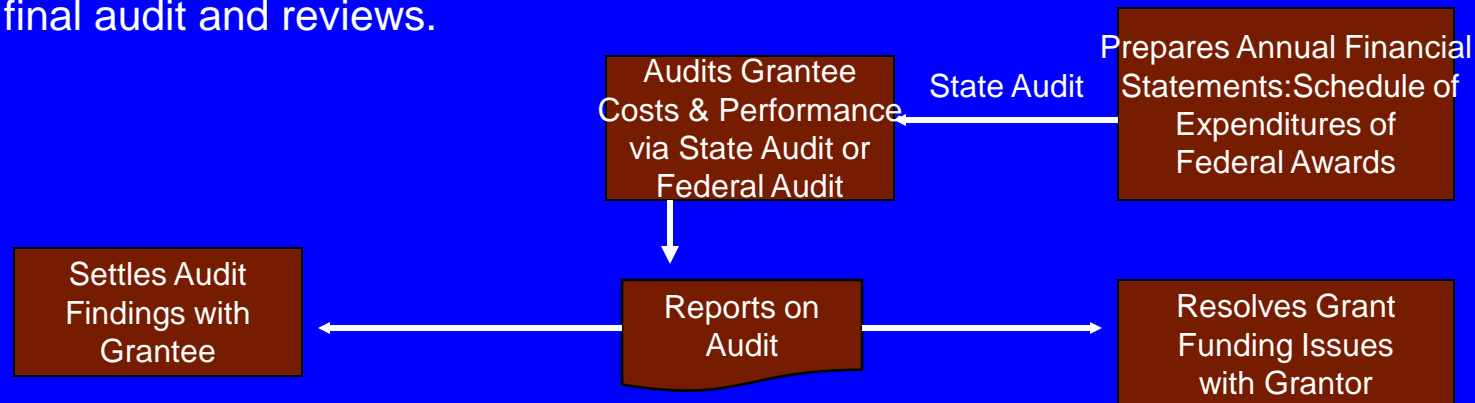 final audit and reviews.
Audits Grantee
Costs & Performance
via State Audit or
Federal Audit
State Audit
Prepares Annual Financial
Statements:Schedule of
Expenditures of
Federal Awards
Settles Audit
Findings with
Grantee
Reports on
Audit
Resolves Grant
Funding Issues
with Grantor